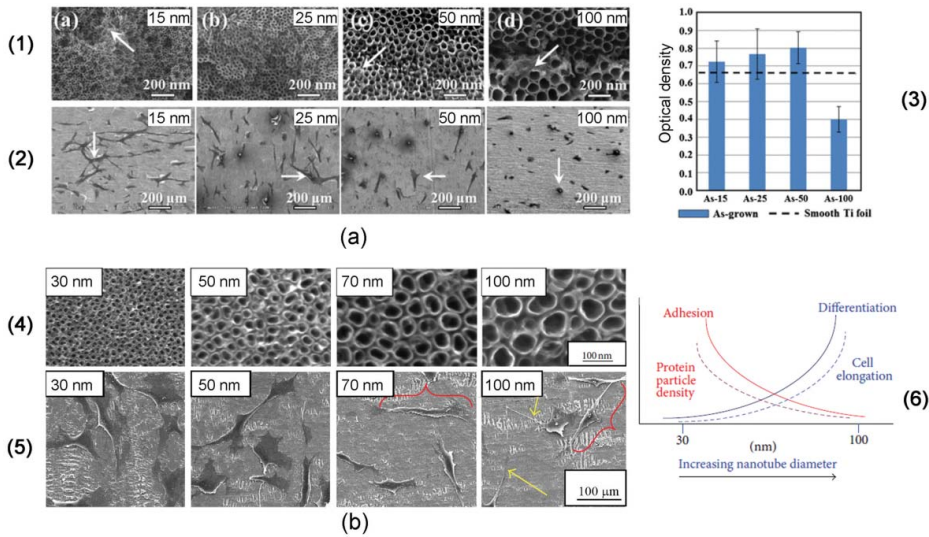 (1)
(a) 15 nm
200 nm
(b) 25 nm
200 nm
(c) 50 nm
200 nm
(d) 100 nm
200 nm
(2)
15 nm
200 µm
25 nm
200 µm
50 nm
200 µm
100 nm
200 µm
(a)
Optical density
1.0
0.9
0.8
0.7
0.6
0.5
0.4
0.3
0.2
0.1
0.0
As-15 As-25 As-50 As-100
As-grown Smooth Ti foil
(3)
(4)
30 nm
50 nm
70 nm
100 nm
100 nm
(5)
30 nm
50 nm
70 nm
100 nm
100 µm
(b)
Adhesion
Differentiation
Protein
particle
density
Cell
elongation
30 100
(nm)
Increasing nanotube diameter
(6)